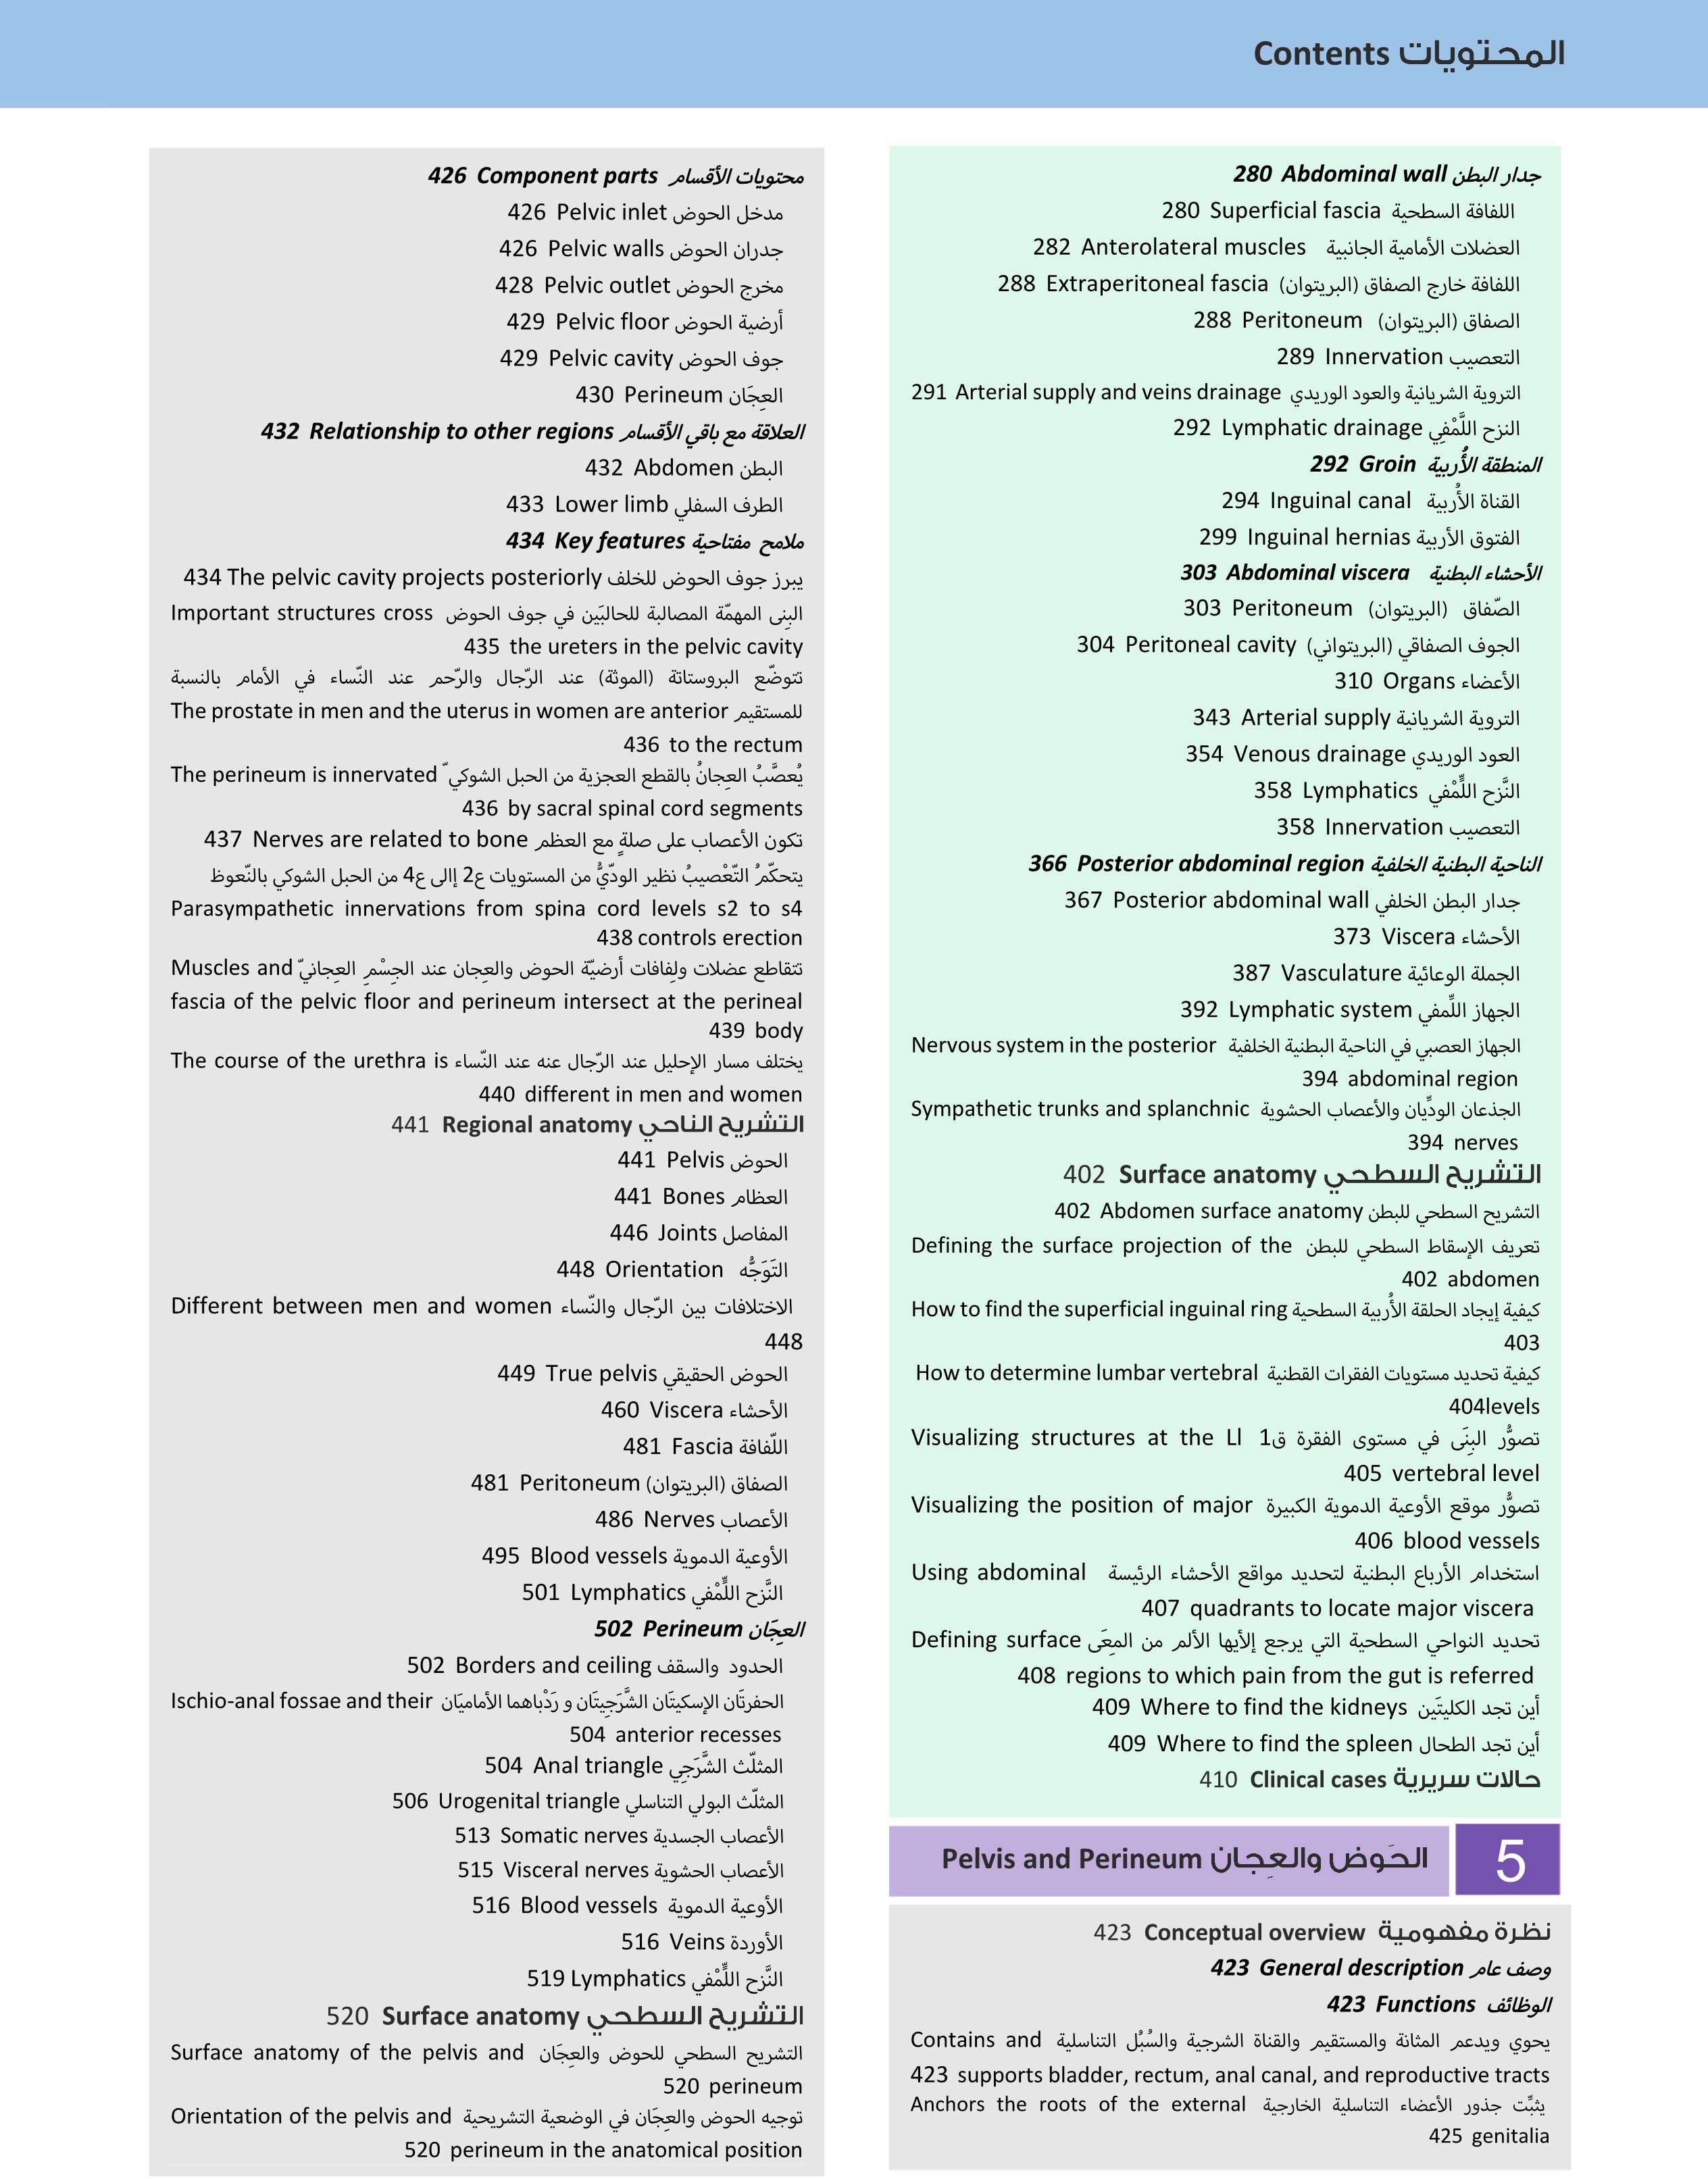 المحتويات Contents
جدار البطن Abdominal wall 280
اللفافة السطحية Superficial fascia 280
العضلات الأمامية الجانبية Anterolateral muscles 282
اللفافة خارج الصفاق (البريتوان) Extraperitoneal fascia 288
الصفاق (البريتوان) Peritoneum 288
التعصيب Innervation 289
التروية الشريانية والعود الوريدي Arterial supply and veins drainage 291
النزح اللَّمْفِي Lymphatic drainage 292
المنطقة الأُربية Groin 292
القناة الأُربية Inguinal canal 294
الفتوق الأربية Inguinal hernias 299
الأحشاء البطنية Abdominal viscera 303
الصّفاق (البريتوان) Peritoneum 303
الجوف الصفاقي (البريتواني) Peritoneal cavity 304
الأعضاء Organs 310
التروية الشريانية Arterial supply 343
العود الوريدي Venous drainage 354
النَّزح اللَّمْفي Lymphatics 358
التعصيب Innervation 358
الناحية البطنية الخلفية Posterior abdominal region 366
جدار البطن الخلفي Posterior abdominal wall 367
الأحشاء Viscera 373
الجملة الوعائية Vasculature 387
الجهاز اللِّمفي Lymphatic system 392
الجهاز العصبي في الناحية البطنية الخلفية Nervous system in the posterior
abdominal region 394
الجذعان الودِّيان والأعصاب الحشوية Sympathetic trunks and splanchnic
nerves 394
التشريح السطحي Surface anatomy 402
التشريح السطحي للبطن Abdomen surface anatomy 402
تعريف الإسقاط السطحي للبطن Defining the surface projection of the
abdomen 402
كيفية إيجاد الحلقة الأُربية السطحية How to find the superficial inguinal ring
403
كيفية تحديد مستويات الفقرات القطنية How to determine lumbar vertebral
404levels
تصوُّر البِنَى في مستوى الفقرة ق1 Visualizing structures at the Ll
vertebral level 405
تصوُّر موقع الأوعية الدموية الكبيرة Visualizing the position of major
blood vessels 406
استخدام الأرباع البطنية لتحديد مواقع الأحشاء الرئيسة Using abdominal
quadrants to locate major viscera 407
تحديد النواحي السطحية التي يرجع إلأيها الألم من المِعَى Defining surface
regions to which pain from the gut is referred 408
أين تجد الكليتَين Where to find the kidneys 409
أين تجد الطحال Where to find the spleen 409
حالات سريرية Clinical cases 410
5 الحَوض والعِجان Pelvis and Perineum
نظرة مفهومية Conceptual overview 423
وصف عام General description 423
الوظائف Functions 423
يحوي ويدعم المثانة والمستقيم والقناة الشرجية والسُبُل التناسلية Contains and
supports bladder, rectum, anal canal, and reproductive tracts 423
يثبِّت جذور الأعضاء التناسلية الخارجية Anchors the roots of the external
genitalia 425
محتويات الأقسام Component parts 426
مدخل الحوض Pelvic inlet 426
جدران الحوض Pelvic walls 426
مخرج الحوض Pelvic outlet 428
أرضية الحوض Pelvic floor 429
جوف الحوض Pelvic cavity 429
العِجَان Perineum 430
العلاقة مع باقي الأقسام Relationship to other regions 432
البطن Abdomen 432
الطرف السفلي Lower limb 433
ملامح مفتاحية Key features 434
يبرز جوف الحوض للخلف The pelvic cavity projects posteriorly 434
البِنى المهمّة المصالبة للحالبَين في جوف الحوض Important structures cross
the ureters in the pelvic cavity 435
تتوضّع البروستاتة (الموثة) عند الرّجال والرّحم عند النّساء في الأمام بالنسبة
للمستقيم The prostate in men and the uterus in women are anterior
to the rectum 436
يُعصَّبُ العِجانُ بالقطع العجزية من الحبل الشوكيّ The perineum is innervated
by sacral spinal cord segments 436
تكون الأعصاب على صلةٍ مع العظم Nerves are related to bone 437
يتحكّمُ التّعْصيبُ نظير الودّيُّ من المستويات ع2 إالى ع4 من الحبل الشوكي بالنّعوظ
Parasympathetic innervations from spina cord levels s2 to s4
controls erection 438
تتقاطع عضلات ولِفافات أرضيّة الحوض والعِجان عند الجِسْمِ العِجانيّ Muscles and
fascia of the pelvic floor and perineum intersect at the perineal
body 439
يختلف مسار الإحليل عند الرّجال عنه عند النّساء The course of the urethra is
different in men and women 440
التشريح الناحي Regional anatomy 441
الحوض Pelvis 441
العظام Bones 441
المفاصل Joints 446
التَوَجُّه Orientation 448
الاختلافات بين الرّجال والنّساء Different between men and women
448
الحوض الحقيقي True pelvis 449
الأحشاء Viscera 460
اللّفافة Fascia 481
الصفاق (البريتوان) Peritoneum 481
الأعصاب Nerves 486
الأوعية الدموية Blood vessels 495
النَّزح اللَّمْفي Lymphatics 501
العِجَان Perineum 502
الحدود والسقف Borders and ceiling 502
الحفرتَان الإسكيتَان الشَّرَجِيتَان و رَدْباهما الأماميَان Ischio-anal fossae and their
anterior recesses 504
المثلّث الشَّرَجِي Anal triangle 504
المثلّث البولي التناسلي Urogenital triangle 506
الأعصاب الجسدية Somatic nerves 513
الأعصاب الحشوية Visceral nerves 515
الأوعية الدموية Blood vessels 516
الأوردة Veins 516
النَّزح اللَّمْفي Lymphatics 519
التشريح السطحي Surface anatomy 520
التشريح السطحي للحوض والعِجَان Surface anatomy of the pelvis and
perineum 520
توجيه الحوض والعِجَان في الوضعية التشريحية Orientation of the pelvis and
perineum in the anatomical position 520